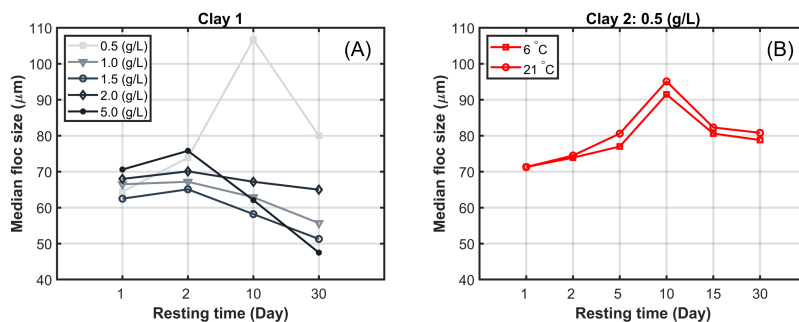 Clay 1
110
100
90
80
70
60
50
40
Median floc size (μm)
0.5 (g/L)
1.0 (g/L)
1.5 (g/L)
2.0 (g/L)
5.0 (g/L)
(A)
1 2 10 30
Resting time (Day)
Clay 2: 0.5 (g/L)
110
100
90
80
70
60
50
40
Median floc size (μm)
6 °C
21 °C
(B)
1 2 5 10 15 30
Resting time (Day)